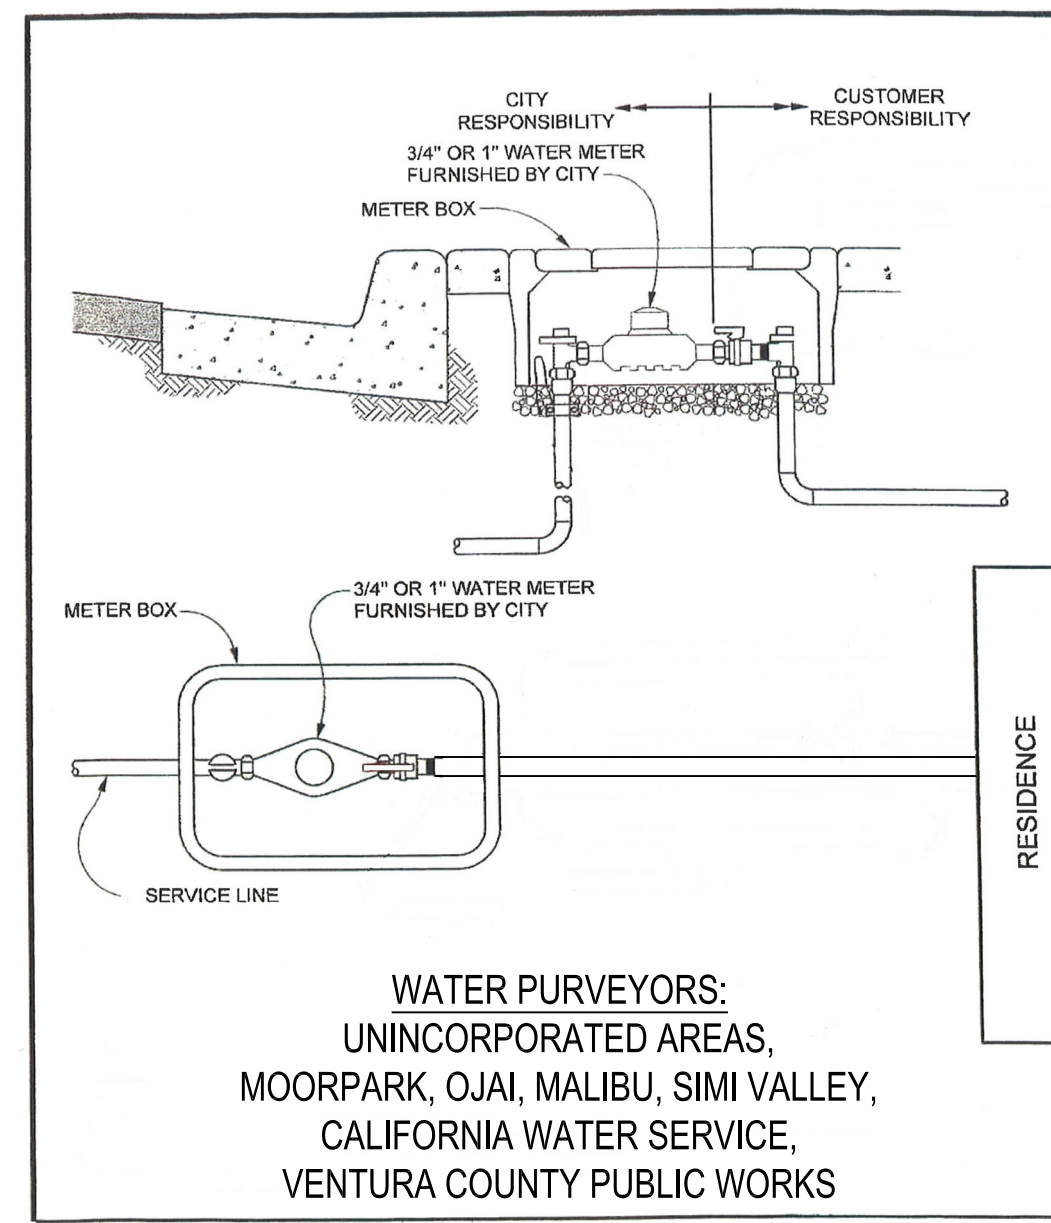 CITY
RESPONSIBILITY
CUSTOMER
RESPONSIBILITY
3/4" OR 1" WATER METER
FURNISHED BY CITY
METER BOX
3/4" OR 1" WATER METER
FURNISHED BY CITY
METER BOX
RESIDENCE
SERVICE LINE
WATER PURVEYORS:
UNINCORPORATED AREAS,
MOORPARK, OJAI, MALIBU, SIMI VALLEY,
CALIFORNIA WATER SERVICE,
VENTURA COUNTY PUBLIC WORKS